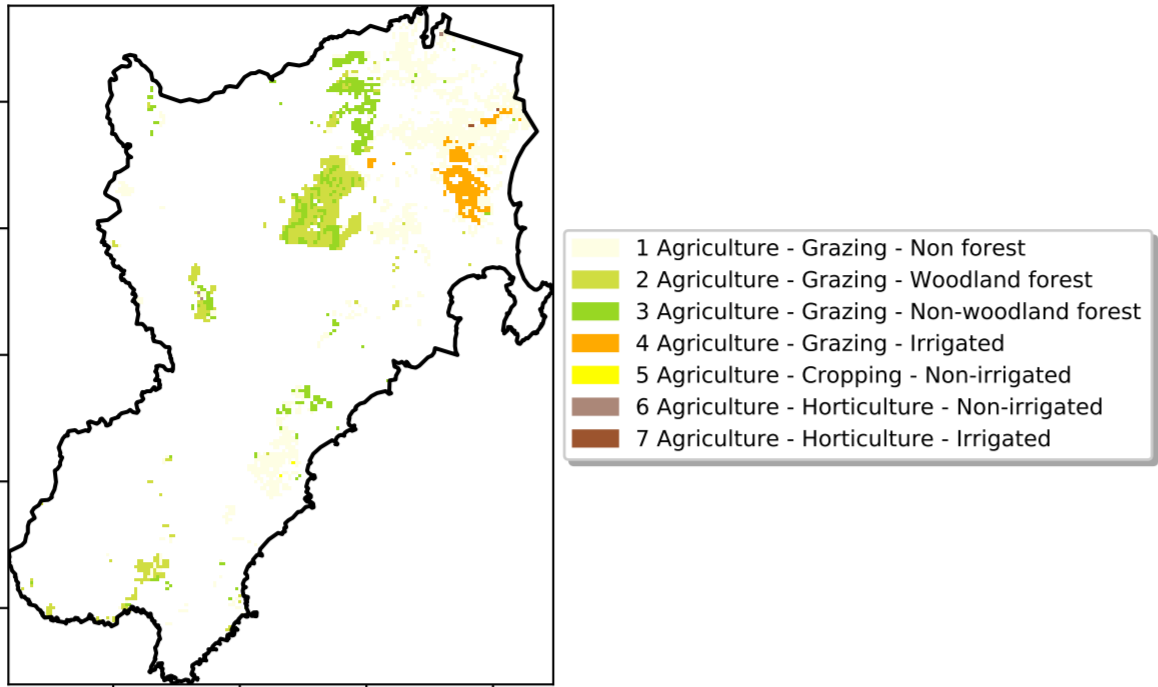 1 Agriculture - Grazing - Non forest
2 Agriculture - Grazing - Woodland forest
3 Agriculture - Grazing - Non-woodland forest
4 Agriculture - Grazing - Irrigated
5 Agriculture - Cropping - Non-irrigated
6 Agriculture - Horticulture - Non-irrigated
7 Agriculture - Horticulture - Irrigated